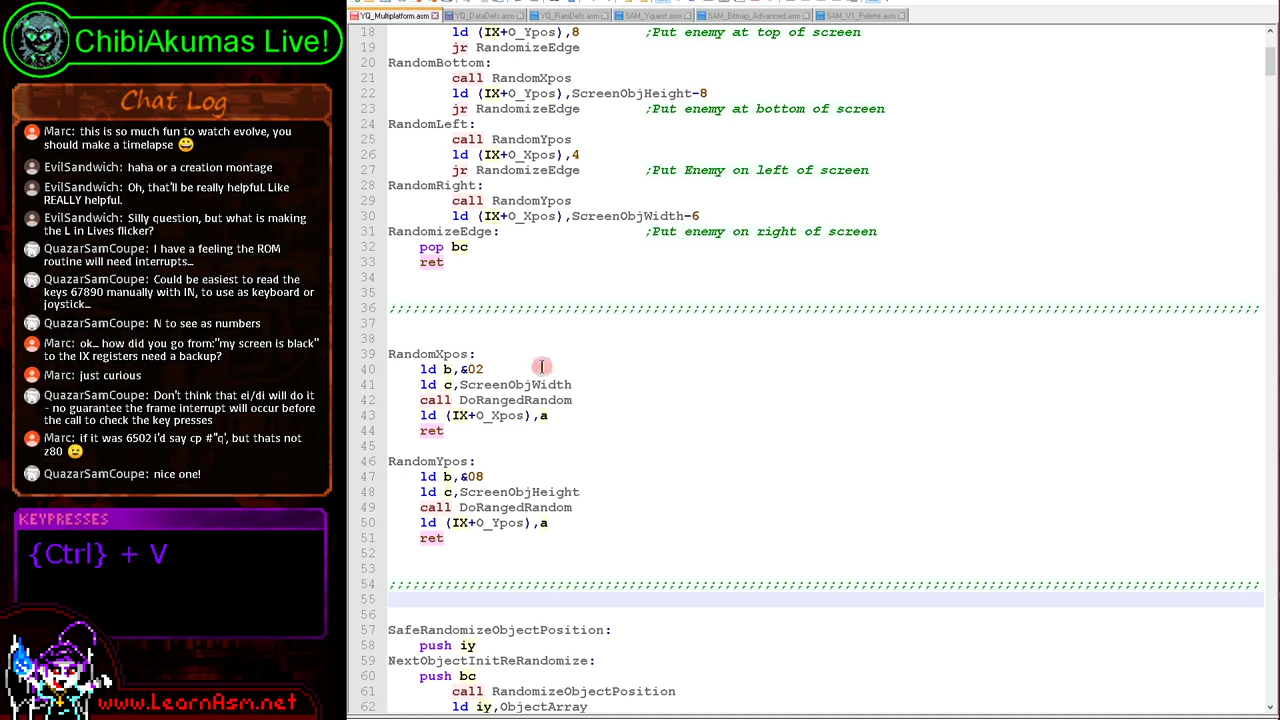 ChibiAkumas Live!
Chat Log
Marc: this is so much fun to watch evolve, you
should make a timelapse 😀
EvilSandwich: haha or a creation montage
EvilSandwich: Oh, that'll be really helpful. Like
REALLY helpful.
EvilSandwich: Silly question, but what is making
the L in Lives flicker?
QuazarSamCoupe: I have a feeling the ROM
routine will need interrupts...
QuazarSamCoupe: Could be easiest to read the
keys 67890 manually with IN, to use as keyboard or
joystick...
QuazarSamCoupe: N to see as numbers
Marc: ok... how did you go from:"my screen is black"
to the IX registers need a backup?
Marc: just curious
QuazarSamCoupe: Don't think that ei/di will do it
- no guarantee the frame interrupt will occur before
the call to check the key presses
Marc: if it was 6502 i'd say cp #"q', but thats not
z80 😉
QuazarSamCoupe: nice one!
KEYPRESSES
{Ctrl} + V
www.LearnAsm.net
YQ_Multiplatform.asm YQ_DataDefs.asm YQ_RamDefs.asm SAM_Yquest.asm SAM_Bitmap_Advanced.asm SAM_V1_Palette.asm
18 ld (IX+O_Ypos),8 ;Put enemy at top of screen
19 jr RandomizeEdge
20 RandomBottom:
21 call RandomXpos
22 ld (IX+O_Ypos),ScreenObjHeight-8
23 jr RandomizeEdge ;Put enemy at bottom of screen
24 RandomLeft:
25 call RandomYpos
26 ld (IX+O_Xpos),4
27 jr RandomizeEdge ;Put Enemy on left of screen
28 RandomRight:
29 call RandomYpos
30 ld (IX+O_Xpos),ScreenObjWidth-6
31 RandomizeEdge: ;Put enemy on right of screen
32 pop bc
33 ret
34
35
36 ;;;;;;;;;;;;;;;;;;;;;;;;;;;;;;;;;;;;;;;;;;;;;;;;;;;;;;;;;;;;;;;;;;;;;;;;;;;;;;;;;;;;;;;;;;;;;;;;;;;;;;;;;;;;;
37
38
39 RandomXpos:
40 ld b,&02
41 ld c,ScreenObjWidth
42 call DoRangedRandom
43 ld (IX+O_Xpos),a
44 ret
45
46 RandomYpos:
47 ld b,&08
48 ld c,ScreenObjHeight
49 call DoRangedRandom
50 ld (IX+O_Ypos),a
51 ret
52
53
54 ;;;;;;;;;;;;;;;;;;;;;;;;;;;;;;;;;;;;;;;;;;;;;;;;;;;;;;;;;;;;;;;;;;;;;;;;;;;;;;;;;;;;;;;;;;;;;;;;;;;;;;;;;;;;;
55
56
57 SafeRandomizeObjectPosition:
58 push iy
59 NextObjectInitReRandomize:
60 push bc
61 call RandomizeObjectPosition
62 ld iy,ObjectArray